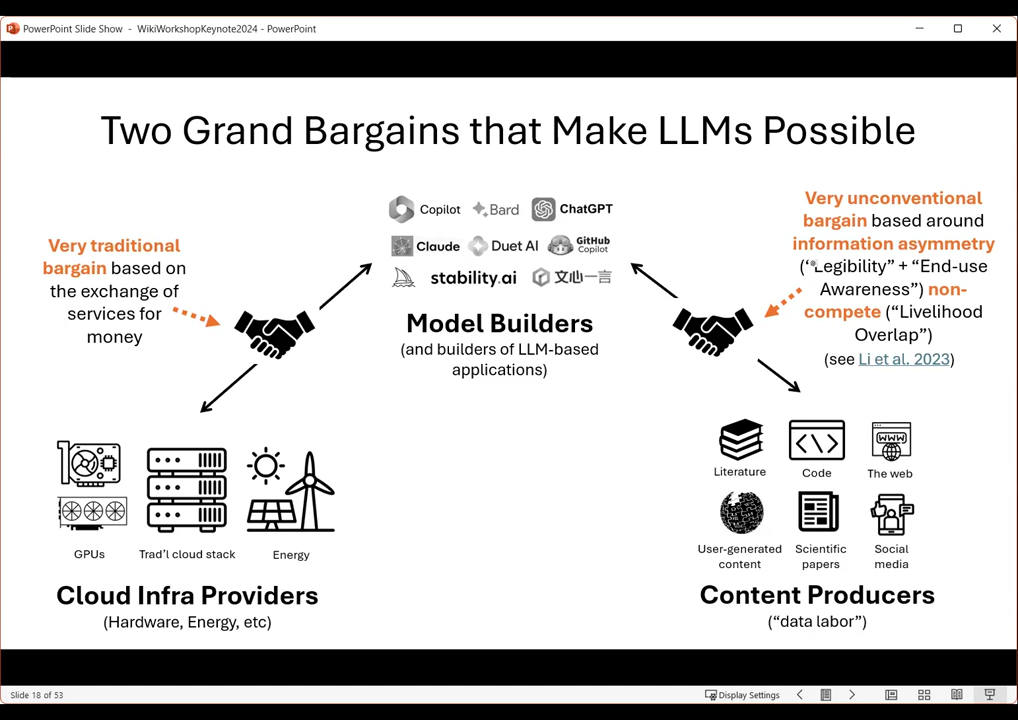 PowerPoint Slide Show - WikiWorkshopKeynote2024 - PowerPoint
Two Grand Bargains that Make LLMs Possible
Very traditional
bargain based on
the exchange of
services for
money
Copilot
Bard
ChatGPT
Claude
Duet AI
GitHub
Copilot
stability.ai
文心一言
Model Builders
(and builders of LLM-based
applications)
Very unconventional
bargain based around
information asymmetry
(“Legibility” + “End-use
Awareness”) non-
compete (“Livelihood
Overlap”)
(see Li et al. 2023)
GPUs
Trad’l cloud stack
Energy
Cloud Infra Providers
(Hardware, Energy, etc)
Literature
Code
WWW
The web
User-generated
content
Scientific
papers
Social
media
Content Producers
(“data labor”)
Slide 18 of 53
Display Settings